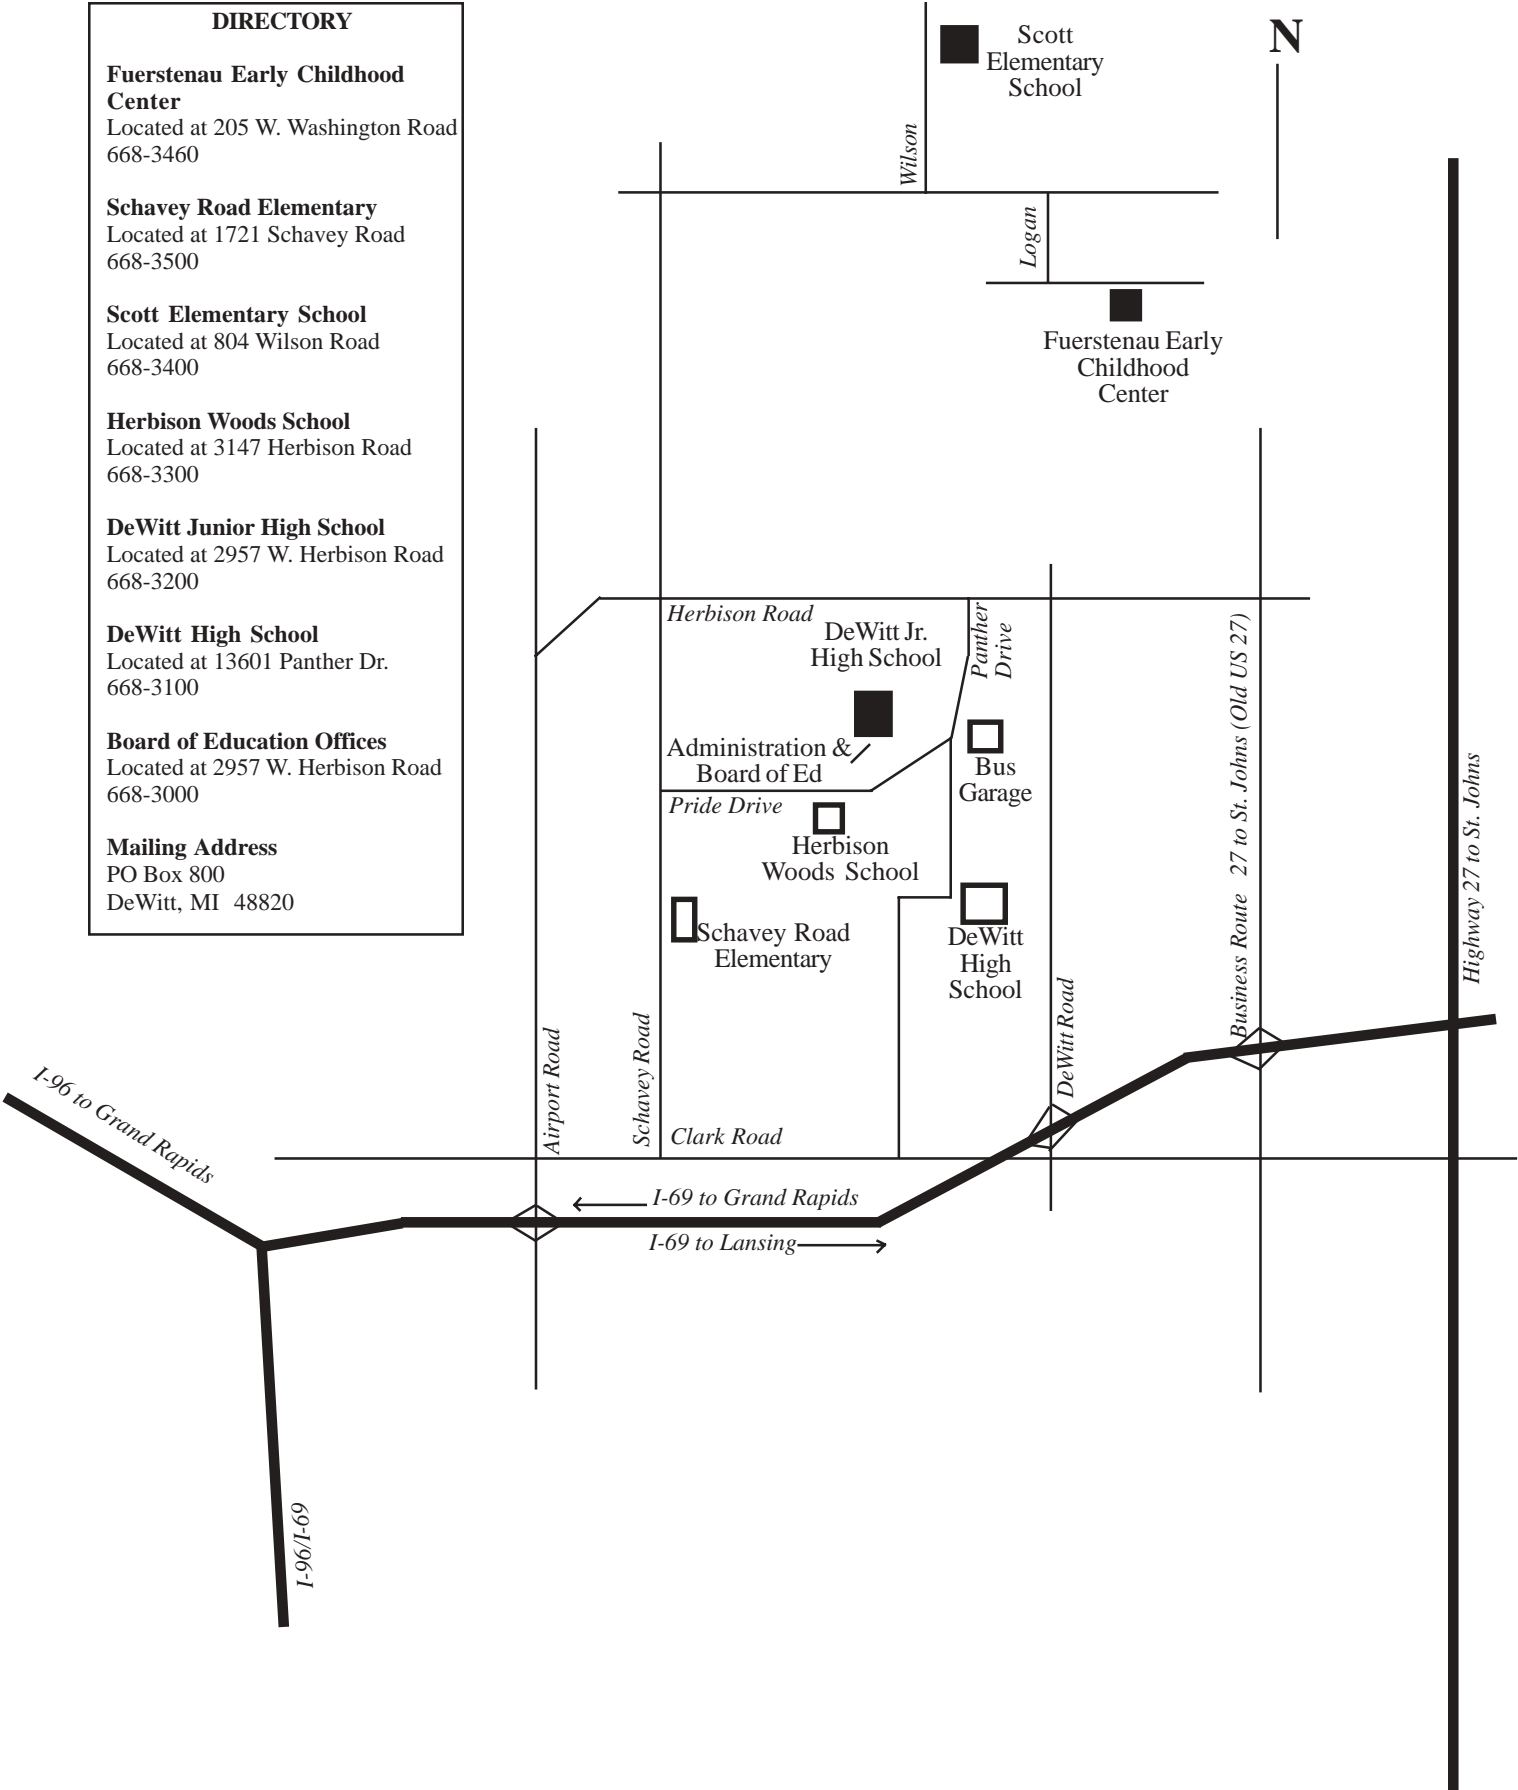 DIRECTORY
Fuerstenau Early Childhood
Center
Located at 205 W. Washington Road
668-3460
Schavey Road Elementary
Located at 1721 Schavey Road
668-3500
Scott Elementary School
Located at 804 Wilson Road
668-3400
Herbison Woods School
Located at 3147 Herbison Road
668-3300
DeWitt Junior High School
Located at 2957 W. Herbison Road
668-3200
DeWitt High School
Located at 13601 Panther Dr.
668-3100
Board of Education Offices
Located at 2957 W. Herbison Road
668-3000
Mailing Address
PO Box 800
DeWitt, MI 48820
Scott
Elementary
School
N
Wilson
Logan
Fuerstenau Early
Childhood
Center
Herbison Road
DeWitt Jr.
High School
Panther
Drive
Administration &
Board of Ed
Bus
Garage
Pride Drive
Herbison
Woods School
Schavey Road
Elementary
DeWitt
High
School
Business Route 27 to St. Johns (Old US 27)
Highway 27 to St. Johns
DeWitt Road
Airport Road
Schavey Road
Clark Road
I-96 to Grand Rapids
I-69 to Grand Rapids
I-69 to Lansing
I-96/I-69